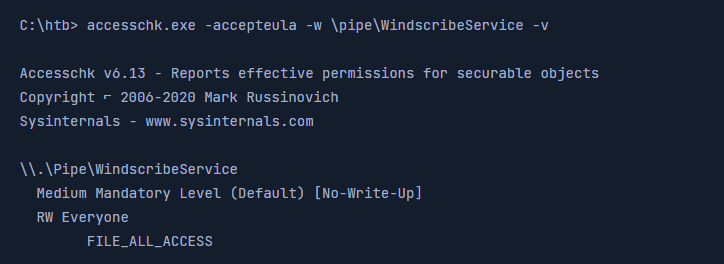 C:\htb> accesschk.exe -accepteula -w \pipe\WindscribeService -v
Accesschk v6.13 - Reports effective permissions for securable objects
Copyright ⌐ 2006-2020 Mark Russinovich
Sysinternals - www.sysinternals.com
\\.\Pipe\WindscribeService
Medium Mandatory Level (Default) [No-Write-Up]
RW Everyone
FILE_ALL_ACCESS